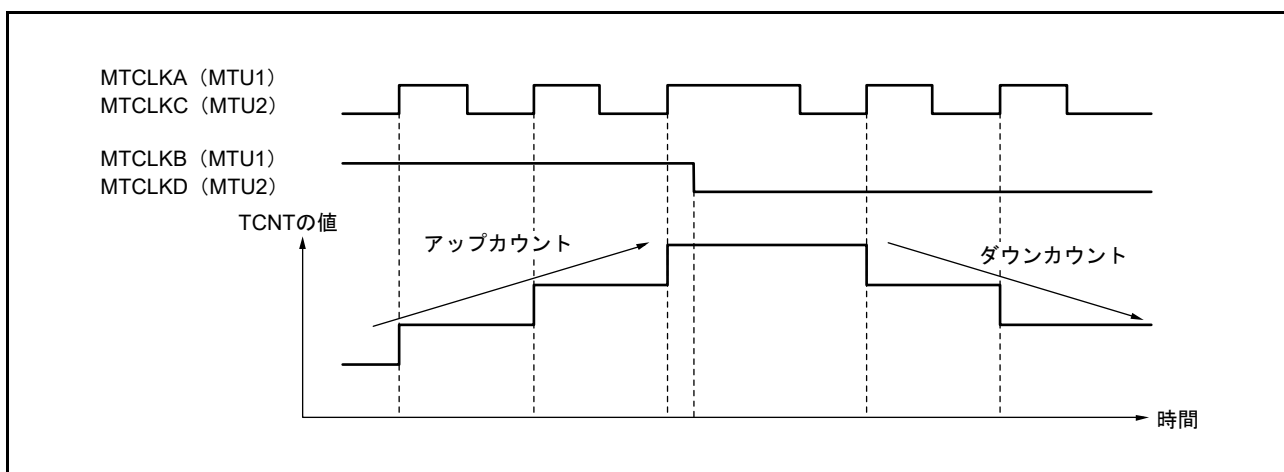 MTCLKA（MTU1）
MTCLKC（MTU2）
MTCLKB（MTU1）
MTCLKD（MTU2）
TCNTの値
アップカウント
ダウンカウント
時間